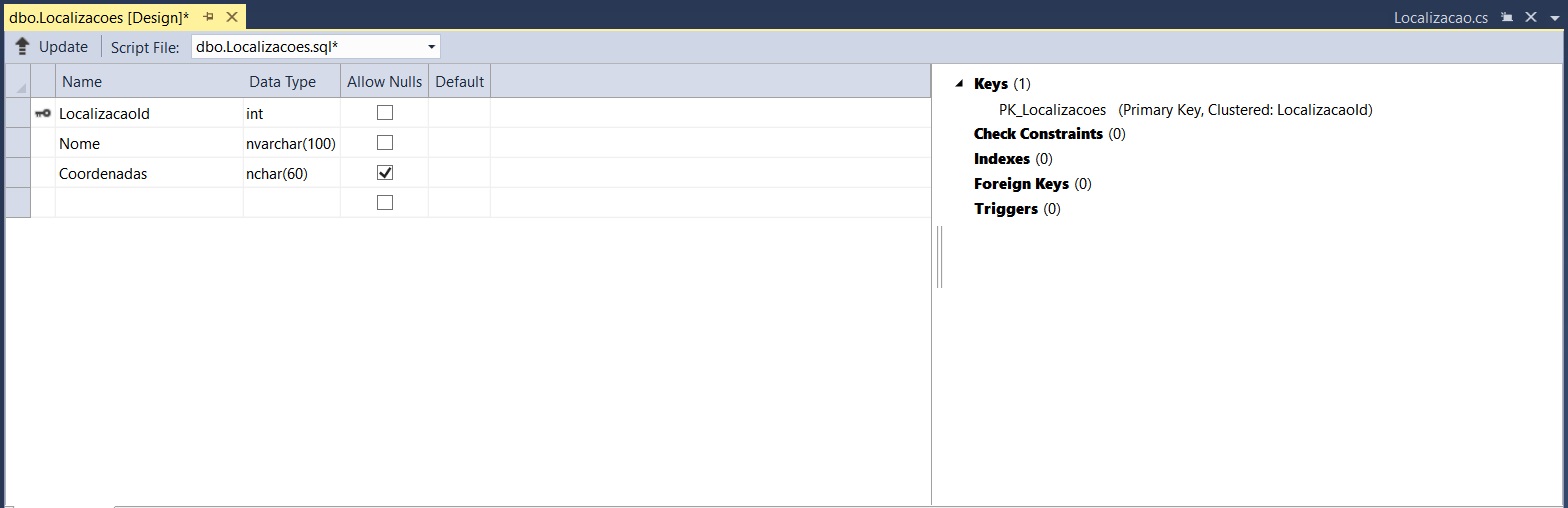 dbo.Localizacoes [Design]*
Localizacao.cs
Update
Script File:
dbo.Localizacoes.sql*
Name Data Type Allow Nulls Default
LocalizacaoId int
Nome nvarchar(100)
Coordenadas nchar(60)
Keys (1)
PK_Localizacoes (Primary Key, Clustered: LocalizacaoId)
Check Constraints (0)
Indexes (0)
Foreign Keys (0)
Triggers (0)